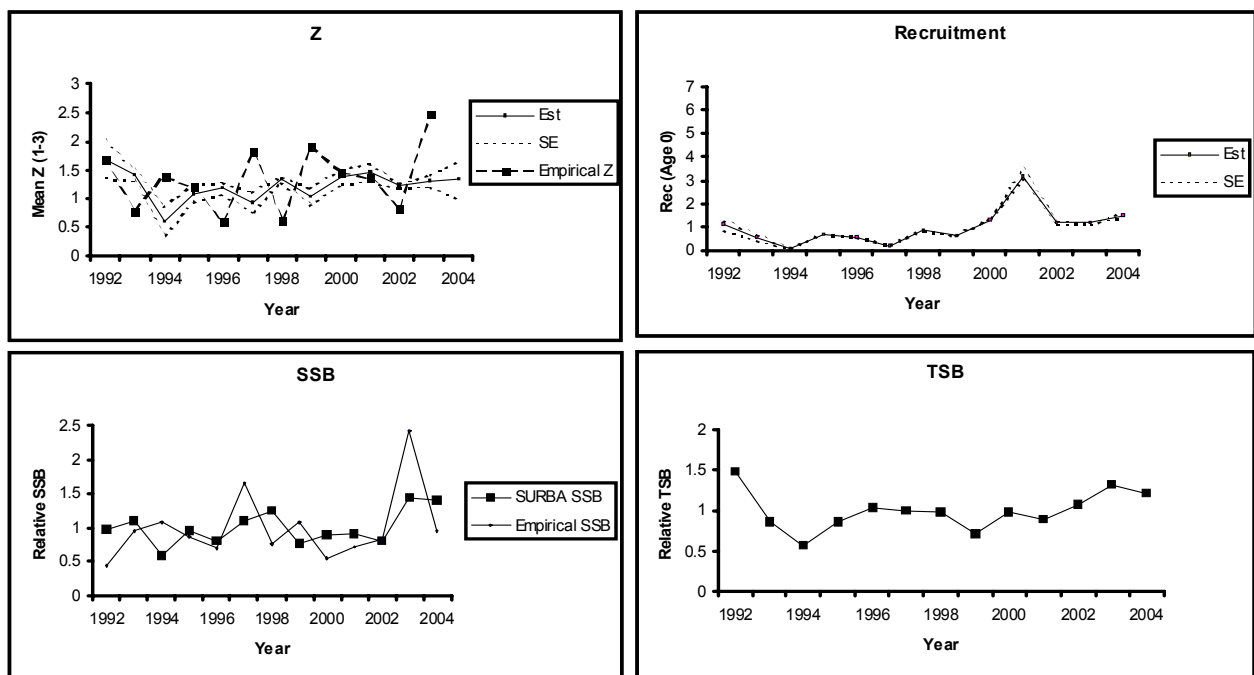 Z
Mean Z (1-3)
3
2.5
2
1.5
1
0.5
0
1992 1994 1996 1998 2000 2002 2004
Year
Est
SE
Empirical Z
Recruitment
Rec (Age 0)
7
6
5
4
3
2
1
0
1992 1994 1996 1998 2000 2002 2004
Year
Est
SE
SSB
Relative SSB
2.5
2
1.5
1
0.5
0
1992 1994 1996 1998 2000 2002 2004
Year
SURBA SSB
Empirical SSB
TSB
Relative TSB
2
1.5
1
0.5
0
1992 1994 1996 1998 2000 2002 2004
Year